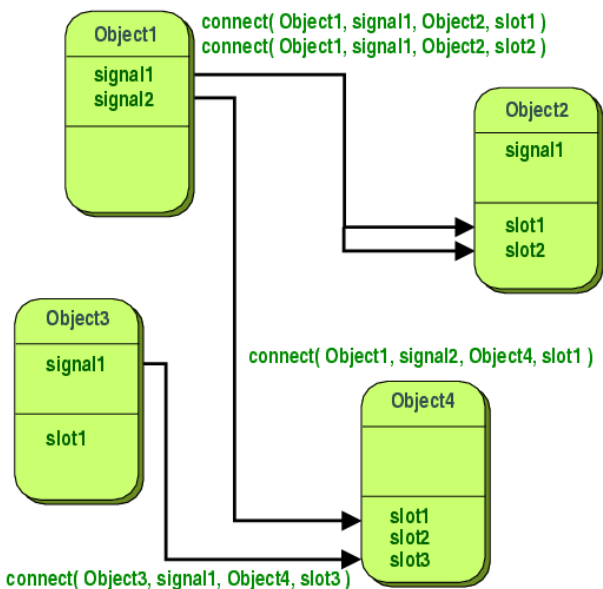 connect( Object1, signal1, Object2, slot1 )
connect( Object1, signal1, Object2, slot2 )
Object1
signal1
signal2
Object2
signal1
slot1
slot2
Object3
signal1
slot1
connect( Object1, signal2, Object4, slot1 )
Object4
slot1
slot2
slot3
connect( Object3, signal1, Object4, slot3 )